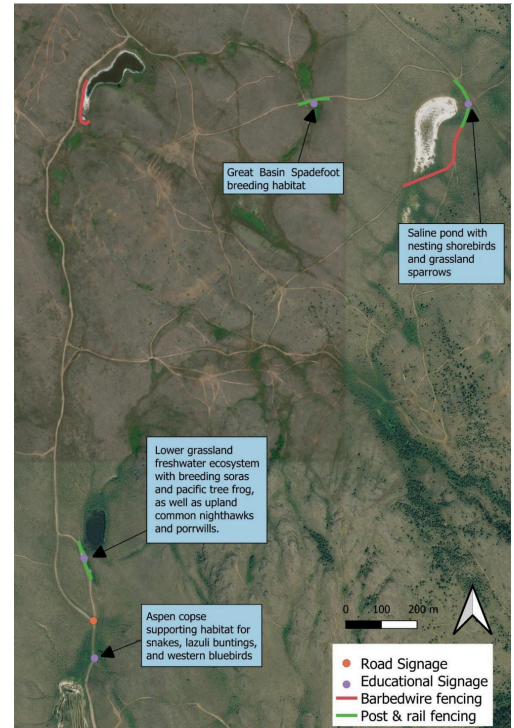 Great Basin Spadefoot
breeding habitat
Saline pond with
nesting shorebirds
and grassland
sparrows
Lower grassland
freshwater ecosystem
with breeding soras
and pacific tree frog,
as well as upland
common nighthawks
and porrwills.
Aspen copse
supporting habitat for
snakes, lazuli buntings,
and western bluebirds
0 100 200 m
Road Signage
Educational Signage
Barbedwire fencing
Post & rail fencing